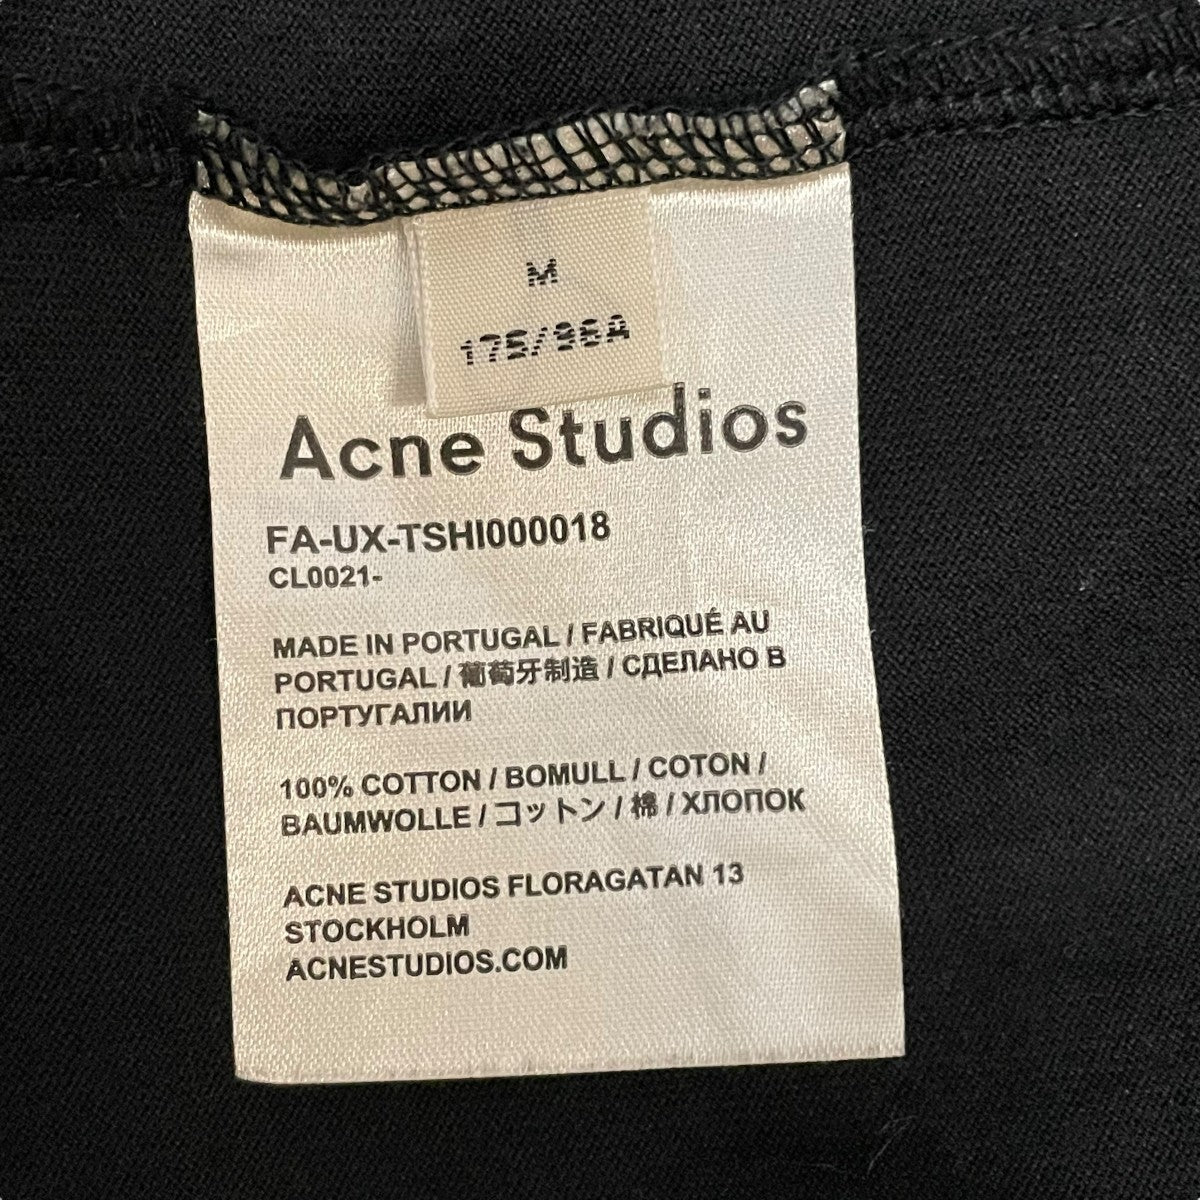 M
175/96A
Acne Studios
FA-UX-TSHI000018
CL0021-
MADE IN PORTUGAL / FABRIQUÉ AU
PORTUGAL / 葡萄牙制造 / СДЕЛАНО В
ПОРТУГАЛИИ
100% COTTON / BOMULL / COTON /
BAUMWOLLE / コットン / 棉 / ХЛОПОК
ACNE STUDIOS FLORAGATAN 13
STOCKHOLM
ACNESTUDIOS.COM